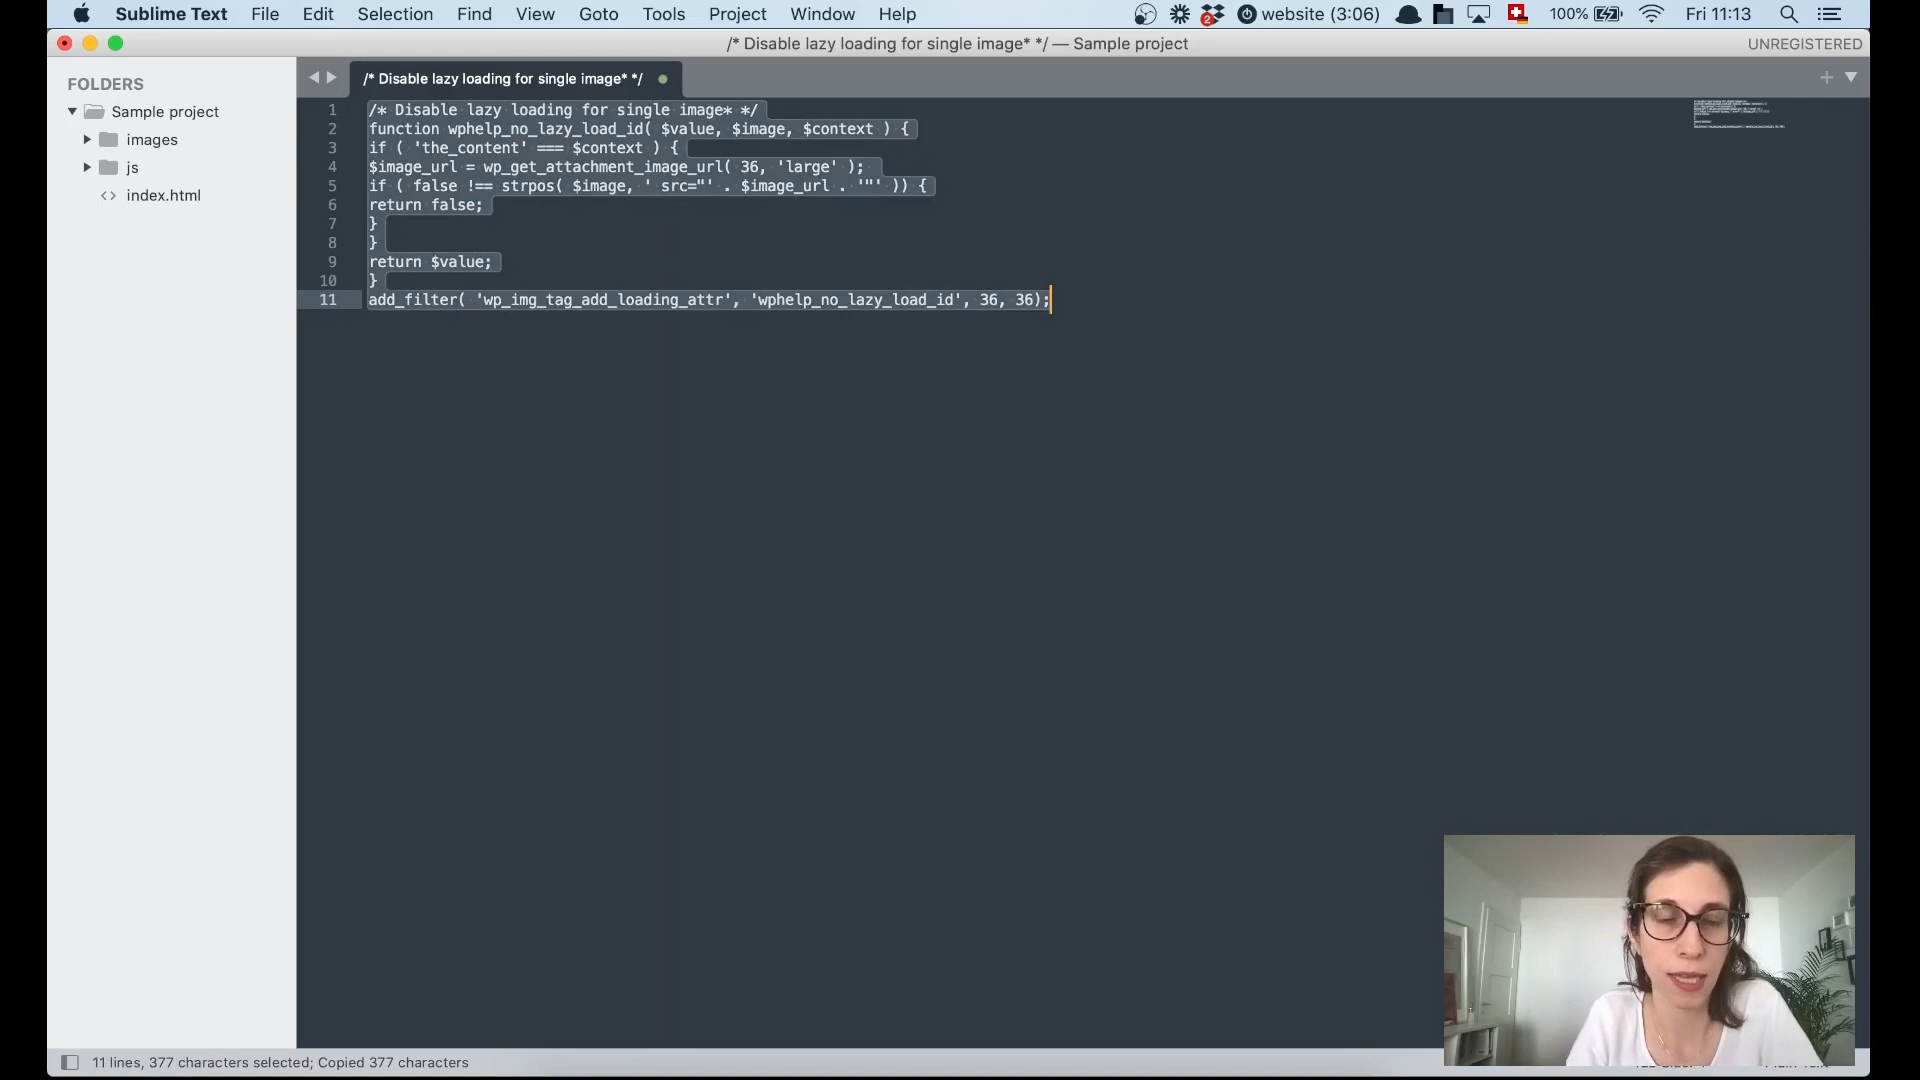 Sublime Text File Edit Selection Find View Goto Tools Project Window Help 2 website (3:06) 100% Fri 11:13
/* Disable lazy loading for single image* */ — Sample project UNREGISTERED
FOLDERS
Sample project
images
js
index.html
/* Disable lazy loading for single image* */
1 /* Disable lazy loading for single image* */
2 function wphelp_no_lazy_load_id( $value, $image, $context ) {
3 if ( 'the_content' === $context ) {
4 $image_url = wp_get_attachment_image_url( 36, 'large' );
5 if ( false !== strpos( $image, ' src="' . $image_url . '"' )) {
6 return false;
7 }
8 }
9 return $value;
10 }
11 add_filter( 'wp_img_tag_add_loading_attr', 'wphelp_no_lazy_load_id', 36, 36);
11 lines, 377 characters selected; Copied 377 characters